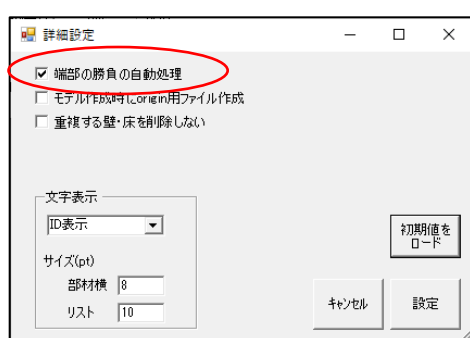 詳細設定
端部の勝負の自動処理
モデル作成時にorigin用ファイル作成
重複する壁・床を削除しない
文字表示
ID表示
サイズ(pt)
部材横 8
リスト 10
初期値を
ロード
キャンセル
設定